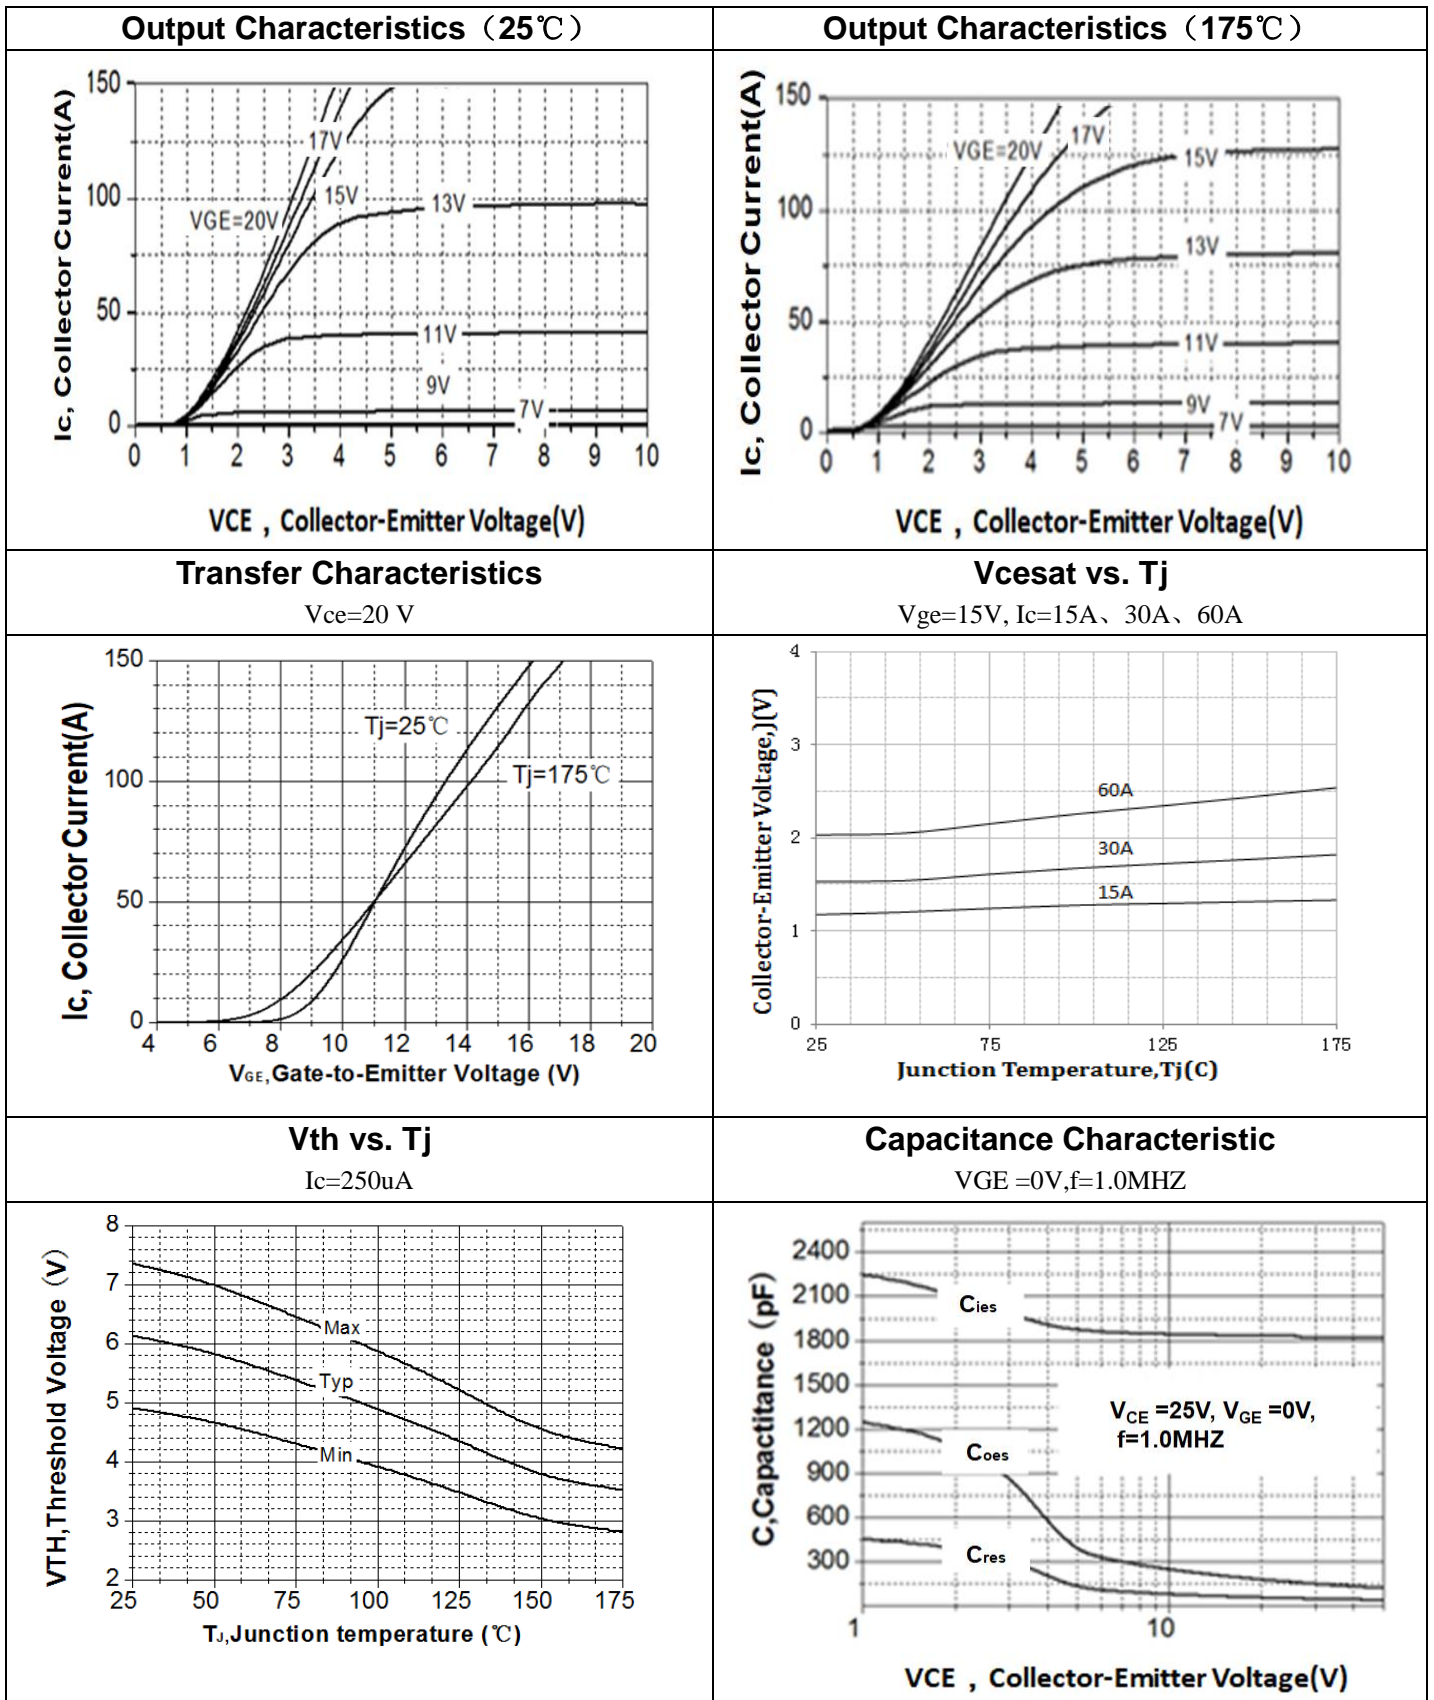 Output Characteristics（25℃）
150
100
50
0
Ic, Collector Current(A)
17V
15V
13V
VGE=20V
11V
9V
7V
0 1 2 3 4 5 6 7 8 9 10
VCE , Collector-Emitter Voltage(V)
Output Characteristics（175℃）
150
100
50
0
Ic, Collector Current(A)
VGE=20V
17V
15V
13V
11V
9V
7V
0 1 2 3 4 5 6 7 8 9 10
VCE , Collector-Emitter Voltage(V)
Transfer Characteristics
Vce=20 V
150
100
50
0
Ic, Collector Current(A)
Tj=25℃
Tj=175℃
4 6 8 10 12 14 16 18 20
VGE,Gate-to-Emitter Voltage (V)
Vcesat vs. Tj
Vge=15V, Ic=15A、30A、60A
4
3
2
1
0
Collector-Emitter Voltage,)(V)
60A
30A
15A
25 75 125 175
Junction Temperature,Tj(C)
Vth vs. Tj
Ic=250uA
8
7
6
5
4
3
2
VTH,Threshold Voltage（V）
Max
Typ
Min
25 50 75 100 125 150 175
TJ,Junction temperature (℃)
Capacitance Characteristic
VGE =0V,f=1.0MHZ
2400
2100
1800
1500
1200
900
600
300
C,Capactitance（pF）
Cies
VCE =25V, VGE =0V,
f=1.0MHZ
Coes
Cres
1 10
VCE , Collector-Emitter Voltage(V)